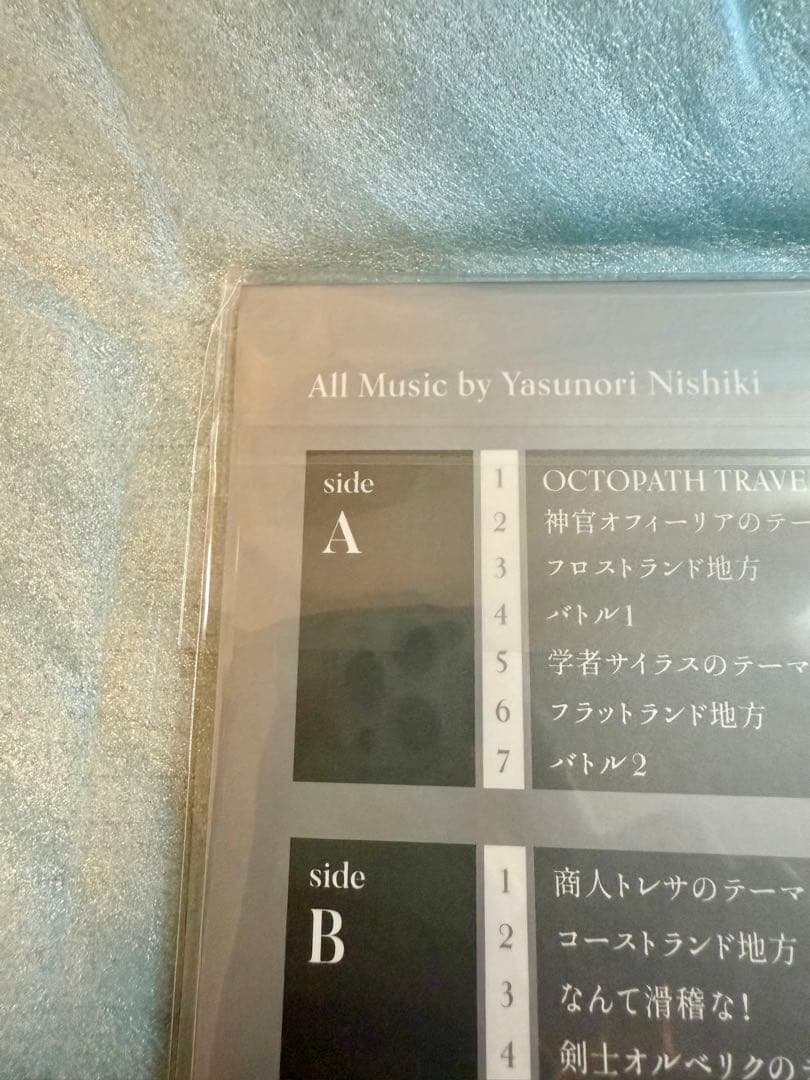 All Music by Yasunori Nishiki
side
A
1 OCTOPATH TRAVE
2 神官オフィーリアのテー
3 フロストランド地方
4 バトル1
5 学者サイラスのテーマ
6 フラットランド地方
7 バトル2
side
B
1 商人トレサのテーマ
2 コーストランド地方
3 なんて滑稽な!
4 剣士オルベリクの